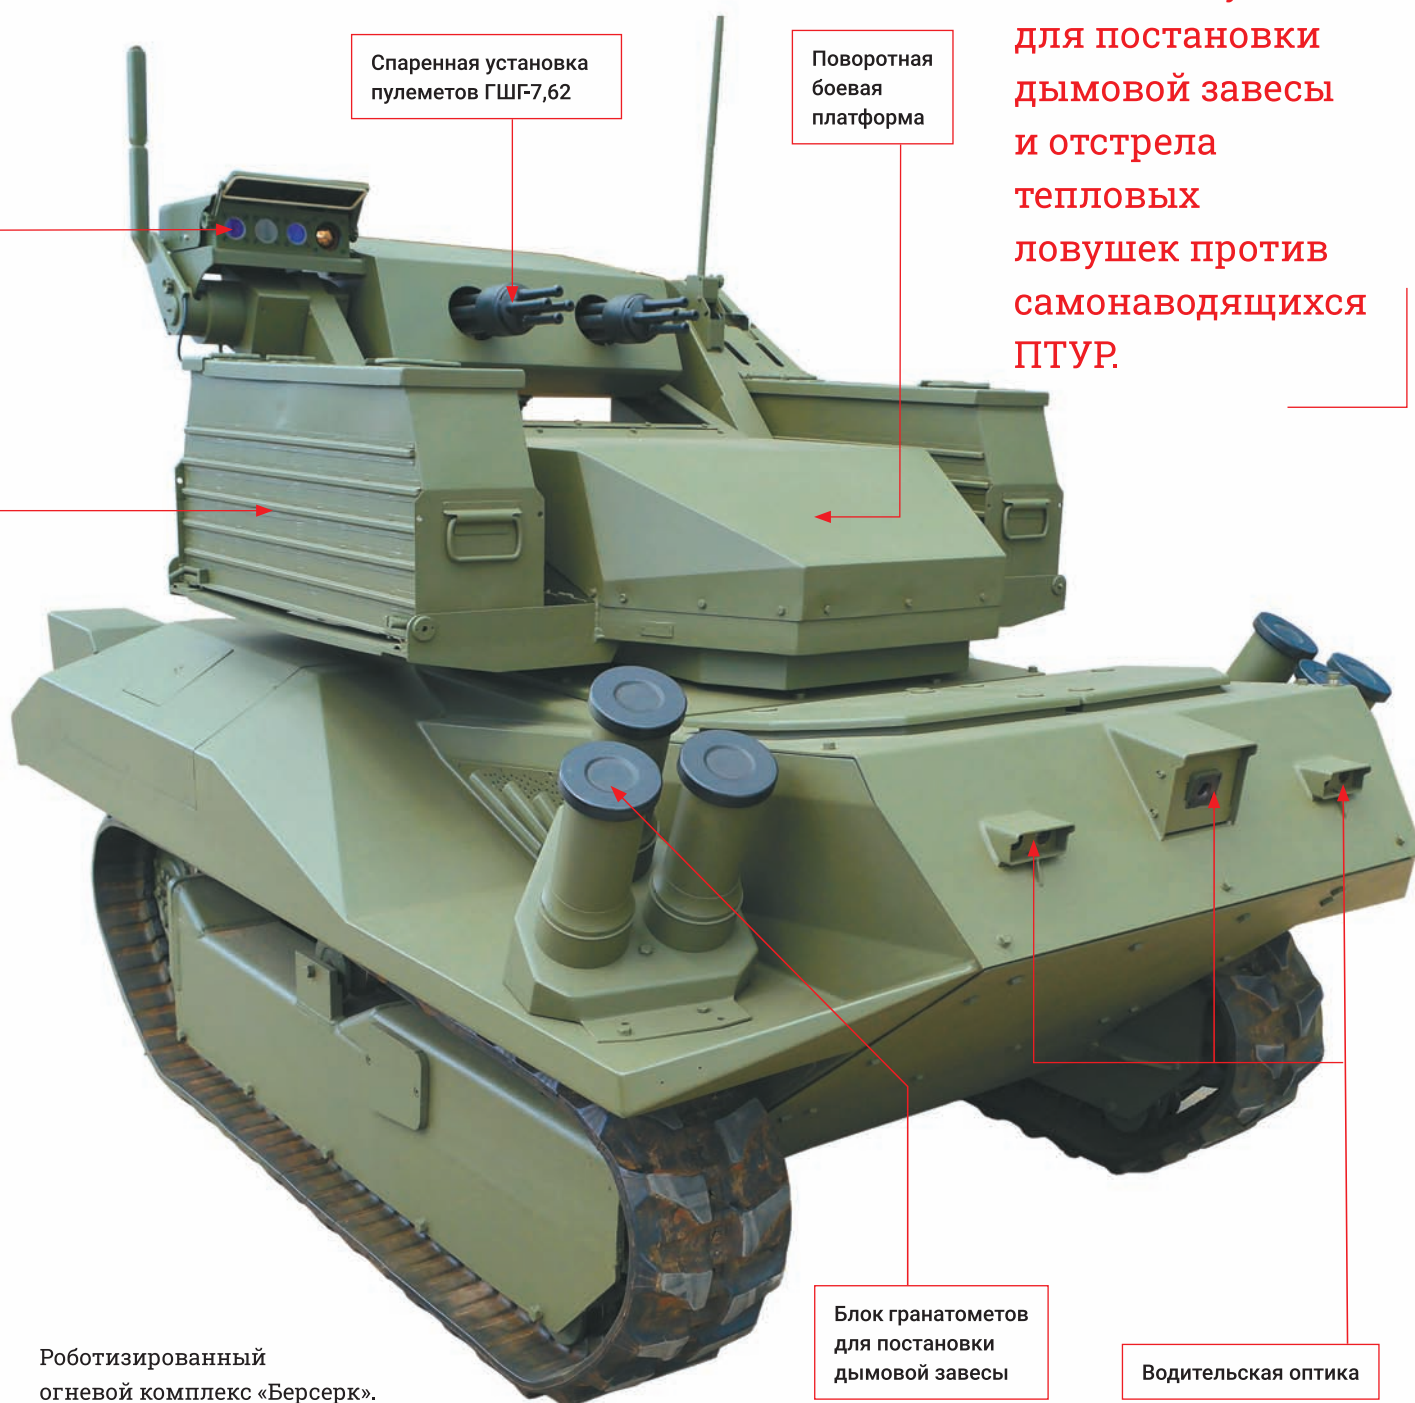 Спаренная установка
пулеметов ГШГ-7,62
Поворотная
боевая
платформа
для постановки
дымовой завесы
и отстрела
тепловых
ловушек против
самонаводящихся
ПТУР.
Блок гранатометов
для постановки
дымовой завесы
Водительская оптика
Роботизированный
огневой комплекс «Берсерк».